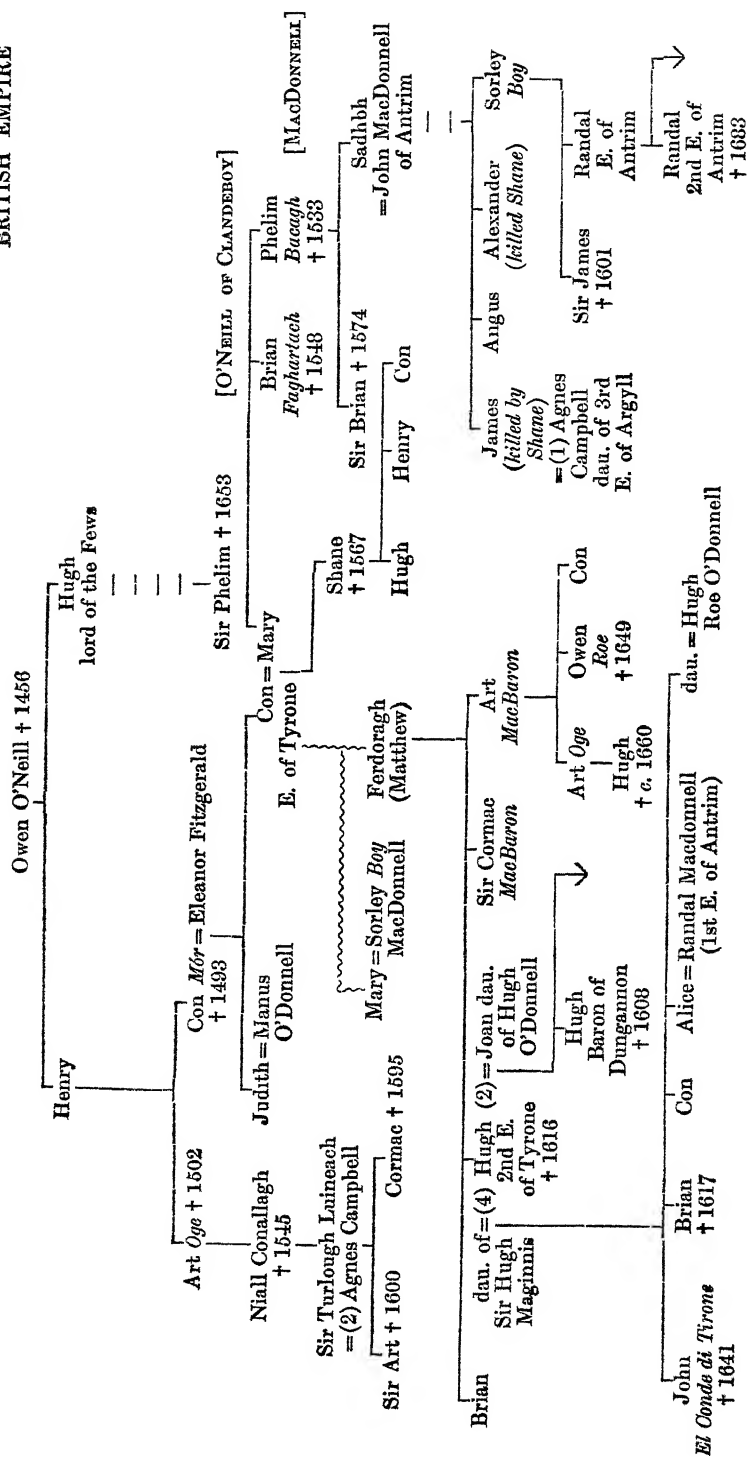 BRITISH EMPIRE
Owen O'Neill † 1456
Henry
Hugh
lord of the Fews
Art Oge † 1502
Con Mór = Eleanor Fitzgerald
† 1493
Sir Phelim † 1653
[O'NEILL OF CLANDEBOY]
Niall Conallagh
† 1545
Judith = Manus
O'Donnell
Con = Mary
E. of Tyrone
Brian
Faghartach
† 1548
Phelim
Bacagh
† 1533
[MACDONNELL]
Sir Turlough Luineach
= (2) Agnes Campbell
Shane
† 1567
Sir Brian † 1574
Sadhbh
= John MacDonnell
of Antrim
Sir Art † 1600
Cormac † 1595
Mary = Sorley Boy
MacDonnell
Ferdoragh
(Matthew)
Hugh
Henry
Con
James
(killed by
Shane)
= (1) Agnes
Campbell
dau. of 3rd
E. of Argyll
Angus
Alexander
(killed Shane)
Sorley
Boy
Brian
dau. of = (4) Hugh (2) = Joan dau.
Sir Hugh
Maginnis
2nd E.
of Tyrone
† 1616
of Hugh
O'Donnell
Sir Cormac
MacBaron
Art
MacBaron
Sir James
† 1601
Randal
E. of
Antrim
Hugh
Baron of
Dungannon
† 1608
Art Oge
Owen
Roe
† 1649
Con
Randal
2nd E. of
Antrim
† 1683
Hugh
† c. 1660
John
El Conde di Tirone
† 1641
Brian
† 1617
Con
Alice = Randal Macdonnell
(1st E. of Antrim)
dau. = Hugh
Roe O'Donnell